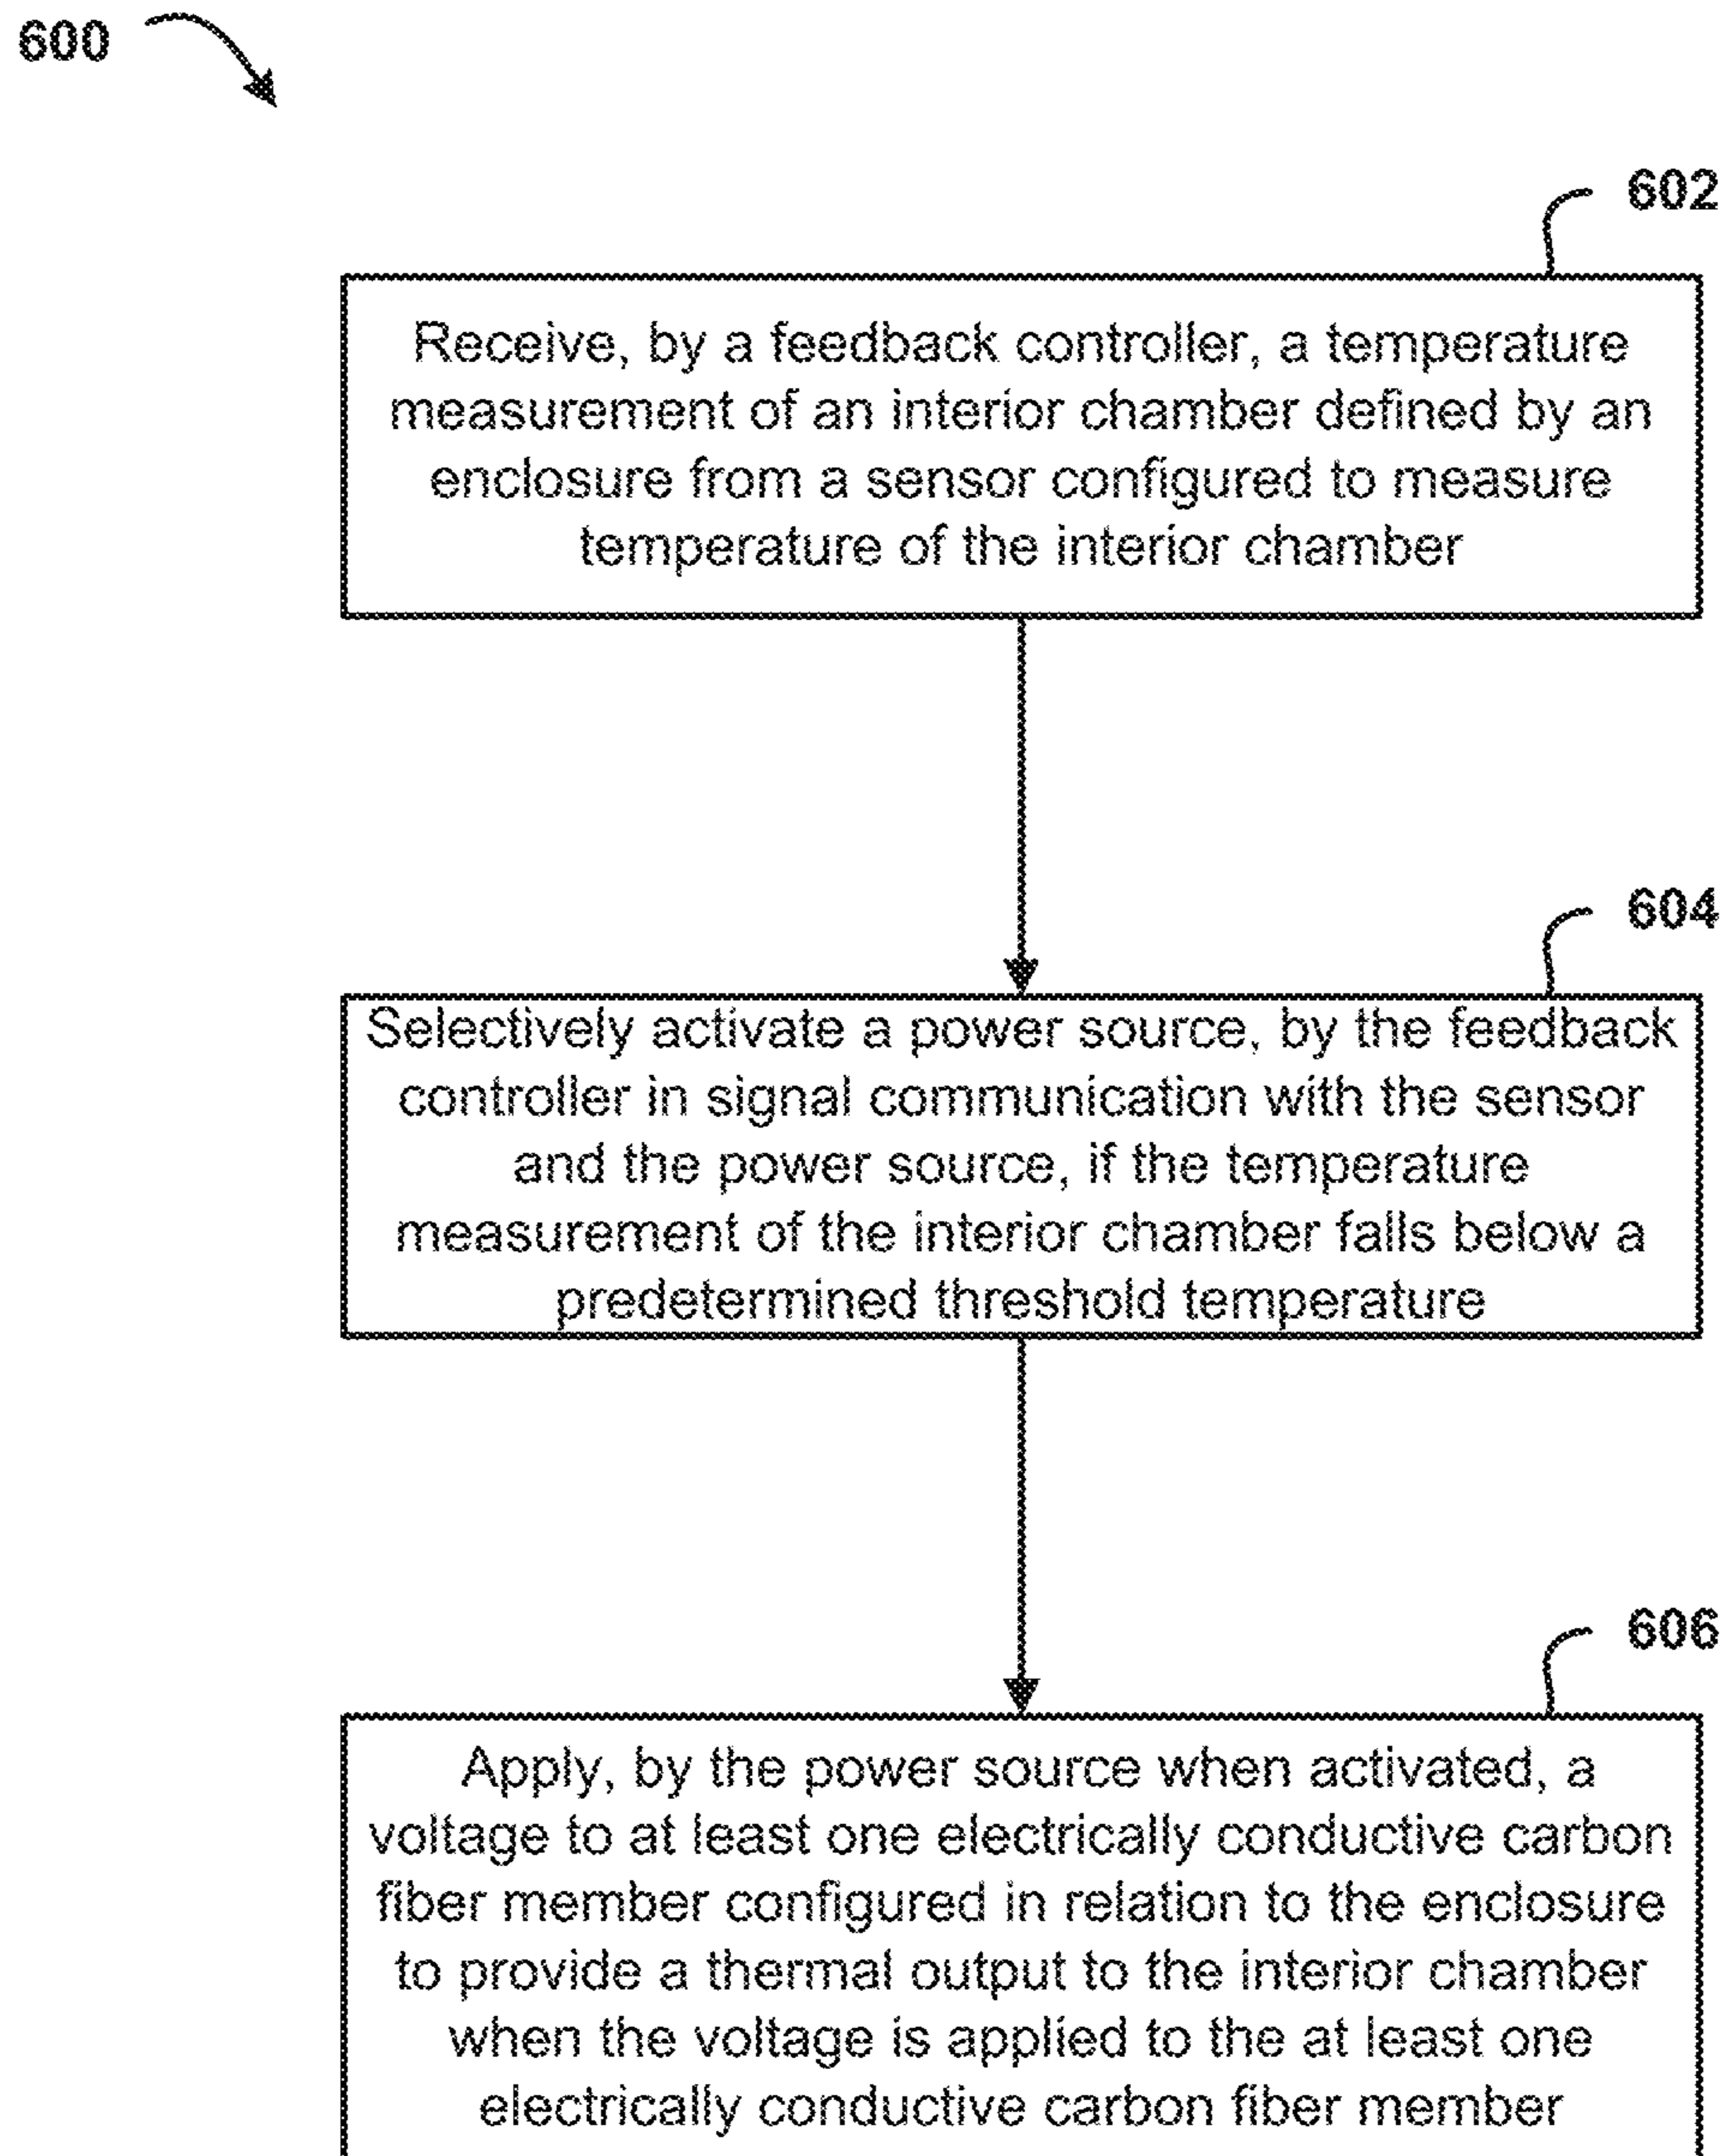 600
602
Receive, by a feedback controller, a temperature
measurement of an interior chamber defined by an
enclosure from a sensor configured to measure
temperature of the interior chamber
604
Selectively activate a power source, by the feedback
controller in signal communication with the sensor
and the power source, if the temperature
measurement of the interior chamber falls below a
predetermined threshold temperature
606
Apply, by the power source when activated, a
voltage to at least one electrically conductive carbon
fiber member configured in relation to the enclosure
to provide a thermal output to the interior chamber
when the voltage is applied to the at least one
electrically conductive carbon fiber member